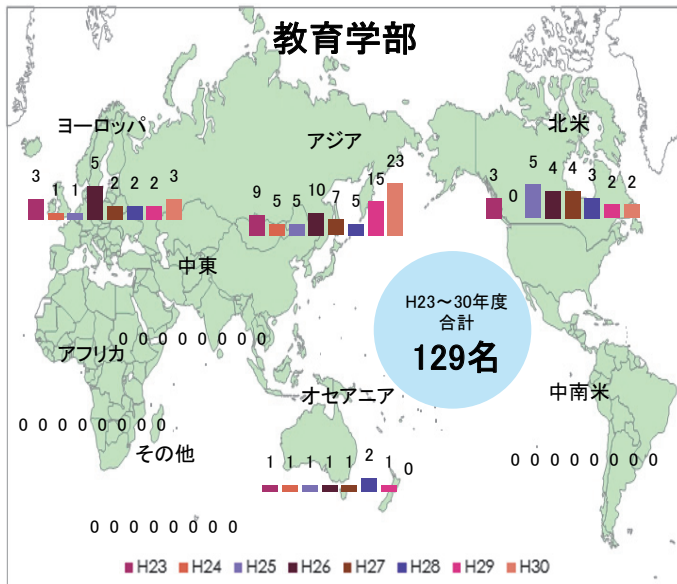 教育学部
ヨーロッパ
3 1 1 5 2 2 2 3
アジア
9 5 5 10 7 5 15 23
北米
3 0 5 4 4 3 2 2
中東
0 0 0 0 0 0 0 0
H23～30年度
合計
129名
アフリカ
0 0 0 0 0 0 0 0
オセアニア
1 1 1 1 1 2 1 0
中南米
0 0 0 0 0 0 0 0
その他
0 0 0 0 0 0 0 0
H23 H24 H25 H26 H27 H28 H29 H30